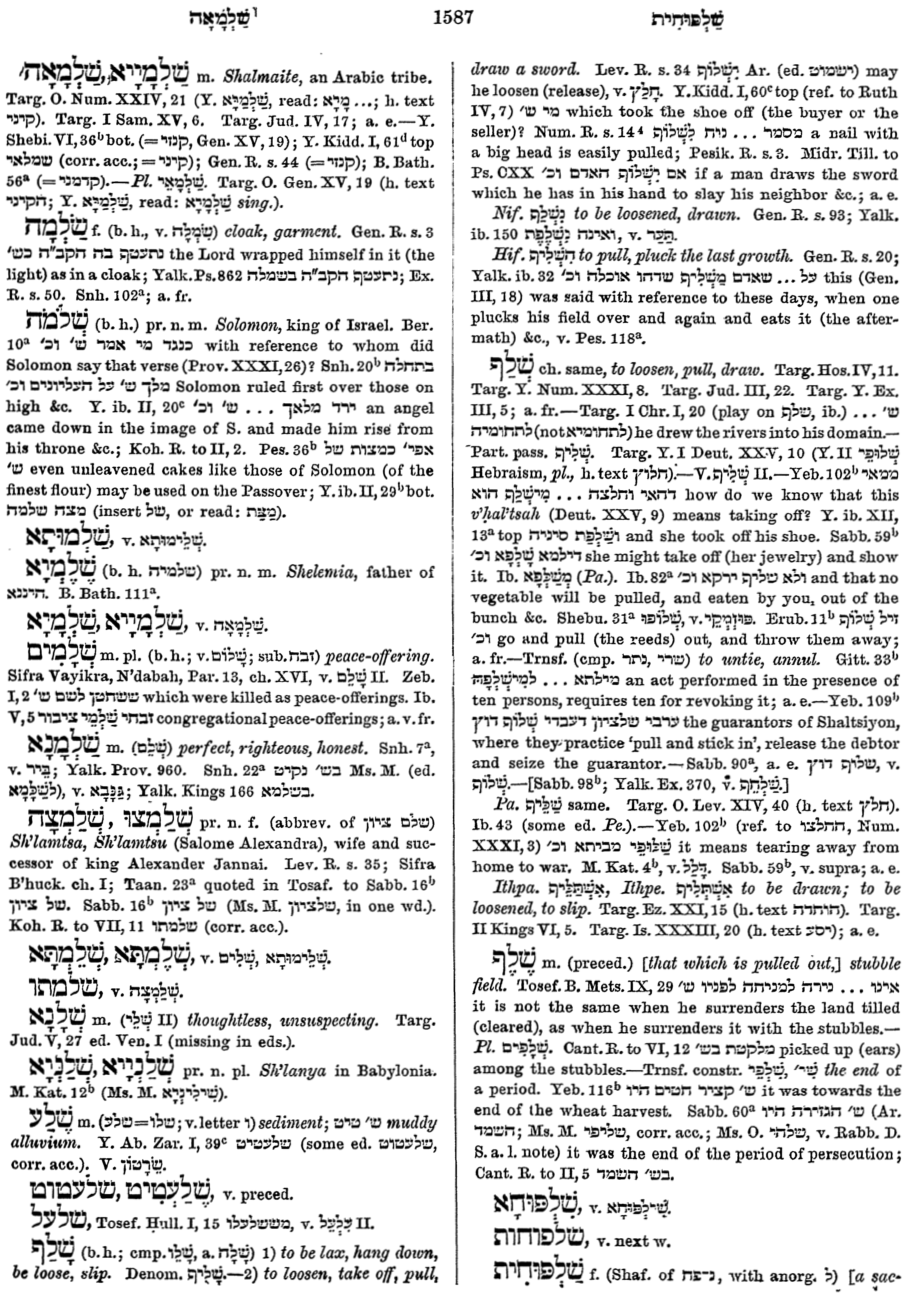 שַׁלְמָאָה׳
1587
שַׁלְפּוּחִית
שַׁלְמָיְיא, שַׁלְמָאָה׳ m. Shalmaite, an Arabic tribe.
Targ. O. Num. XXIV, 21 (Y. שַׁלְמַיָּא, read: מָיָא ...; h. text
קיני). Targ. I Sam. XV, 6. Targ. Jud. IV, 17; a. e.—Y.
Shebi. VI, 36ᵇ bot. (=קנזי, Gen. XV, 19); Y. Kidd. I, 61ᵈ top
שמלאי (corr. acc.; =קיני); Gen. R. s. 44 (=קנזי); B. Bath.
56ᵃ (=קדמני).—Pl. שַׁלְמָאֵי. Targ. O. Gen. XV, 19 (h. text
הקיני; Y. שַׁלְמַיָּא, read: שַׁלְמָיָא sing.).
שַׂלְמָה f. (b. h., v. שִׂמְלָה) cloak, garment. Gen. R. s. 3
נתעטף בה הקב״ה כש׳ the Lord wrapped himself in it (the
light) as in a cloak; Yalk. Ps. 862 נתעטף הקב״ה בשמלה; Ex.
R. s. 50. Snh. 102ᵃ; a. fr.
שְׁלֹמֹה (b. h.) pr. n. m. Solomon, king of Israel. Ber.
10ᵃ כנגד מי אמר ש׳ וכ׳ with reference to whom did
Solomon say that verse (Prov. XXXI, 26)? Snh. 20ᵇ בתחלה
מלך ש׳ על העליונים וכ׳ Solomon ruled first over those on
high &c. Y. ib. II, 20ᶜ ירד מלאך ... ש׳ וכ׳ an angel
came down in the image of S. and made him rise from
his throne &c.; Koh. R. to II, 2. Pes. 36ᵇ אפי׳ כמצות של
ש׳ even unleavened cakes like those of Solomon (of the
finest flour) may be used on the Passover; Y. ib. II, 29ᵇ bot.
מצה שלמה (insert של, or read: מַצַּת).
שַׁלְמוּתָא, v. שְׁלֵימוּתָא.
שֶׁלֶמְיָא (b. h. שלמיה) pr. n. m. Shelemia, father of
חיננא. B. Bath. 111ᵃ.
שַׁלְמָיְיא, שַׁלְמָיָא, v. שַׁלְמָאָה.
שְׁלָמִים m. pl. (b. h.; v. שָׁלוֹם; sub. זבח) peace-offering.
Sifra Vayikra, N'dabah, Par. 13, ch. XVI, v. שָׁלֵם II. Zeb.
I, 2 ששחטן לשם ש׳ which were killed as peace-offerings. Ib.
V, 5 זבחי שַׁלְמֵי ציבור congregational peace-offerings; a. v. fr.
שַׁלְמָנָא m. (שְׁלֵם) perfect, righteous, honest. Snh. 7ᵃ,
v. בֵּיר; Yalk. Prov. 960. Snh. 22ᵃ בש׳ נקיט Ms. M. (ed.
לשַׁלְמָא), v. גַּנָּבָא; Yalk. Kings 166 בשלמא.
שְׁלַמְצוּ, שְׁלַמְצָה pr. n. f. (abbrev. of שלם ציון)
Sh'lamtsa, Sh'lamtsu (Salome Alexandra), wife and suc-
cessor of king Alexander Jannai. Lev. R. s. 35; Sifra
B'huck. ch. I; Taan. 23ᵃ quoted in Tosaf. to Sabb. 16ᵇ
של ציון. Sabb. 16ᵇ של ציון (Ms. M. שלציון, in one wd.).
Koh. R. to VII, 11 שלמתו (corr. acc.).
שְׁלֶמְתָּא, שְׁלֵמְתָּא, v. שְׁלִים, שְׁלֵימוּתָא.
שלמתו, v. שְׁלַמְצָה.
שָׁלְנָא m. (שְׁלֵי II) thoughtless, unsuspecting. Targ.
Jud. V, 27 ed. Ven. I (missing in eds.).
שְׁלַנְיָיא, שְׁלַנְיָא pr. n. pl. Sh'lanya in Babylonia.
M. Kat. 12ᵇ (Ms. M. שִׁילֵינְיָא).
שֶׁלַע m. (שלו=שלע; v. letter ו) sediment; ש׳ טיט muddy
alluvium. Y. Ab. Zar. I, 39ᶜ שלעטיט (some ed. שלעטוט,
corr. acc.). V. שִׂרְטוֹן.
שֶׁלַעְטִיט, שלעטוט, v. preced.
שלעל, Tosef. Ḥull. I, 15 מששלעלו, v. עִלְעֵל II.
שָׁלַף (b. h.; cmp. שָׁלֵו, a. שָׁלָה) 1) to be lax, hang down,
be loose, slip. Denom. שָׁלִיף.—2) to loosen, take off, pull,
draw a sword. Lev. R. s. 34 יִשְׁלוֹף Ar. (ed. ישמוט) may
he loosen (release), v. חָלַץ. Y. Kidd. I, 60ᶜ top (ref. to Ruth
IV, 7) מי ש׳ which took the shoe off (the buyer or the
seller)? Num. R. s. 14⁴ מסמר ... נוח לִשְׁלוֹף a nail with
a big head is easily pulled; Pesik. R. s. 3. Midr. Till. to
Ps. CXX אם יִשְׁלוֹף האדם וכ׳ if a man draws the sword
which he has in his hand to slay his neighbor &c.; a. e.
Nif. נִשְׁלַף to be loosened, drawn. Gen. R. s. 93; Yalk.
ib. 150 ואינה נִשְׁלֶפֶת, v. תַּעַר.
Hif. הִשְׁלִיף to pull, pluck the last growth. Gen. R. s. 20;
Yalk. ib. 32 על ... שאדם מַשְׁלִיף שדהו אוכלה וכ׳ this (Gen.
III, 18) was said with reference to these days, when one
plucks his field over and again and eats it (the after-
math) &c., v. Pes. 118ᵃ.
שְׁלַף ch. same, to loosen, pull, draw. Targ. Hos. IV, 11.
Targ. Y. Num. XXXI, 8. Targ. Jud. III, 22. Targ. Y. Ex.
III, 5; a. fr.—Targ. I Chr. I, 20 (play on שלף, ib.) ש׳ ...
לתחומיה (not לתחומיא) he drew the rivers into his domain.—
Part. pass. שְׁלִיף. Targ. Y. I Deut. XXV, 10 (Y. II שְׁלוּפֵי
Hebraism, pl., h. text חלוץ).—V. שְׁלִיף II.—Yeb. 102ᵇ ממאי
דהאי וחלצה ... מִישְׁלַף הוא how do we know that this
v'ḥal'tsah (Deut. XXV, 9) means taking off? Y. ib. XII,
13ᵃ top וּשְׁלָפַת סיניה and she took off his shoe. Sabb. 59ᵇ
דילמא שָׁלְפָא וכ׳ she might take off (her jewelry) and show
it. Ib. מְשַׁלְּפָא (Pa.). Ib. 82ᵃ ולא שליף ירקא וכ׳ and that no
vegetable will be pulled, and eaten by you, out of the
bunch &c. Shebu. 31ᵃ שְׁלוֹפוּ, v. פּוּזְמְקֵי. Erub. 11ᵇ זיל שְׁלוֹף
וכ׳ go and pull (the reeds) out, and throw them away;
a. fr.—Trnsf. (cmp. שרי, נתר) to untie, annul. Gitt. 33ᵇ
מילתא ... לְמִישְׁלְפָהּ an act performed in the presence of
ten persons, requires ten for revoking it; a. e.—Yeb. 109ᵇ
ערבי שלציון דעבדי שְׁלוֹף דוץ the guarantors of Shaltsiyon,
where they practice 'pull and stick in', release the debtor
and seize the guarantor.—Sabb. 90ᵃ, a. e. שליף דוץ, v.
שְׁלוֹף.—[Sabb. 98ᵇ; Yalk. Ex. 370, v. שְׁלְחַף.]
Pa. שַׁלֵּיף same. Targ. O. Lev. XIV, 40 (h. text חלץ).
Ib. 43 (some ed. Pe.).—Yeb. 102ᵇ (ref. to החלצו, Num.
XXXI, 3) שַׁלּוּפֵי מביתא וכ׳ it means tearing away from
home to war. M. Kat. 4ᵇ, v. דְּלַל. Sabb. 59ᵇ, v. supra; a. e.
Ithpa. אִשְׁתַּלֵּיף, Ithpe. אִשְׁתְּלֵיף to be drawn; to be
loosened, to slip. Targ. Ez. XXI, 15 (h. text הוחדה). Targ.
II Kings VI, 5. Targ. Is. XXXIII, 20 (h. text יסע); a. e.
שֶׁלֶף m. (preced.) [that which is pulled out,] stubble
field. Tosef. B. Mets. IX, 29 אינו ... נירה למניחה לפניו ש׳
it is not the same when he surrenders the land tilled
(cleared), as when he surrenders it with the stubbles.—
Pl. שְׁלָפִים. Cant. R. to VI, 12 מלקטת בש׳ picked up (ears)
among the stubbles.—Trnsf. constr. שַׁלְפֵי, שִׁ׳ the end of
a period. Yeb. 116ᵇ ש׳ קציר חטים היו it was towards the
end of the wheat harvest. Sabb. 60ᵃ ש׳ הגזירה היו (Ar.
השמד; Ms. M. שליפי, corr. acc.; Ms. O. שלהי, v. Rabb. D.
S. a. l. note) it was the end of the period of persecution;
Cant. R. to II, 5 בש׳ השמד.
שִׁלְפּוּחָא, v. שִׁילְפּוּחָא.
שלפוחות, v. next w.
שַׁלְפּוּחִית f. (Shaf. of נ־פח, with anorg. ל) [a sac-